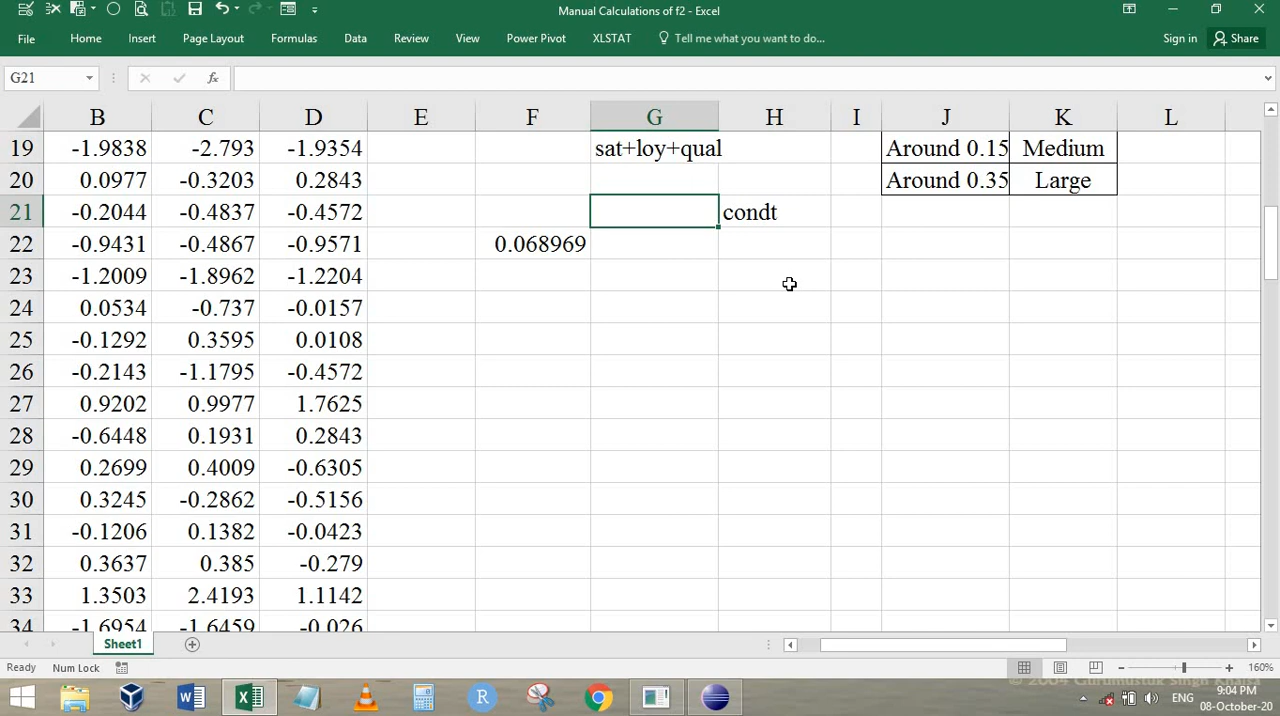 Manual Calculations of f2 - Excel
File Home Insert Page Layout Formulas Data Review View Power Pivot XLSTAT Tell me what you want to do... Sign in Share
G21 fx
B C D E F G H I J K L
19 -1.9838 -2.793 -1.9354 sat+loy+qual Around 0.15 Medium
20 0.0977 -0.3203 0.2843 Around 0.35 Large
21 -0.2044 -0.4837 -0.4572 condt
22 -0.9431 -0.4867 -0.9571 0.068969
23 -1.2009 -1.8962 -1.2204
24 0.0534 -0.737 -0.0157
25 -0.1292 0.3595 0.0108
26 -0.2143 -1.1795 -0.4572
27 0.9202 0.9977 1.7625
28 -0.6448 0.1931 0.2843
29 0.2699 0.4009 -0.6305
30 0.3245 -0.2862 -0.5156
31 -0.1206 0.1382 -0.0423
32 0.3637 0.385 -0.279
33 1.3503 2.4193 1.1142
34 -1.6954 -1.6459 -0.026
Sheet1
Ready Num Lock 160%
© 2004 Gurumustuk Singh Khalsa
ENG 9:04 PM
08-October-20